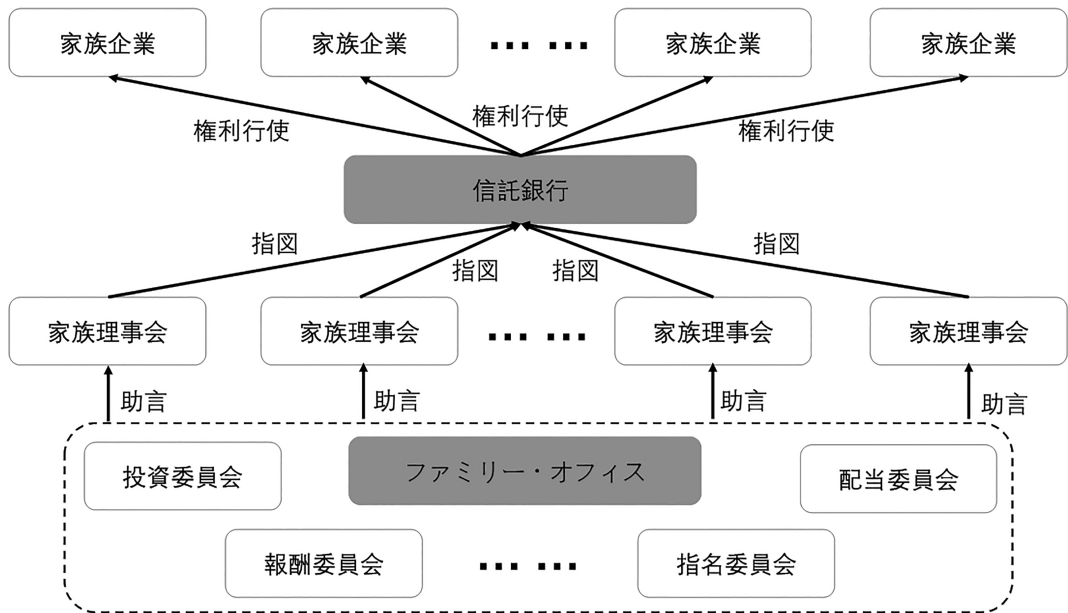 家族企業
家族企業
... ...
家族企業
家族企業
権利行使
権利行使
権利行使
信託銀行
指図
指図
指図
指図
家族理事会
家族理事会
... ...
家族理事会
家族理事会
助言
助言
助言
助言
投資委員会
ファミリー・オフィス
配当委員会
報酬委員会
... ...
指名委員会